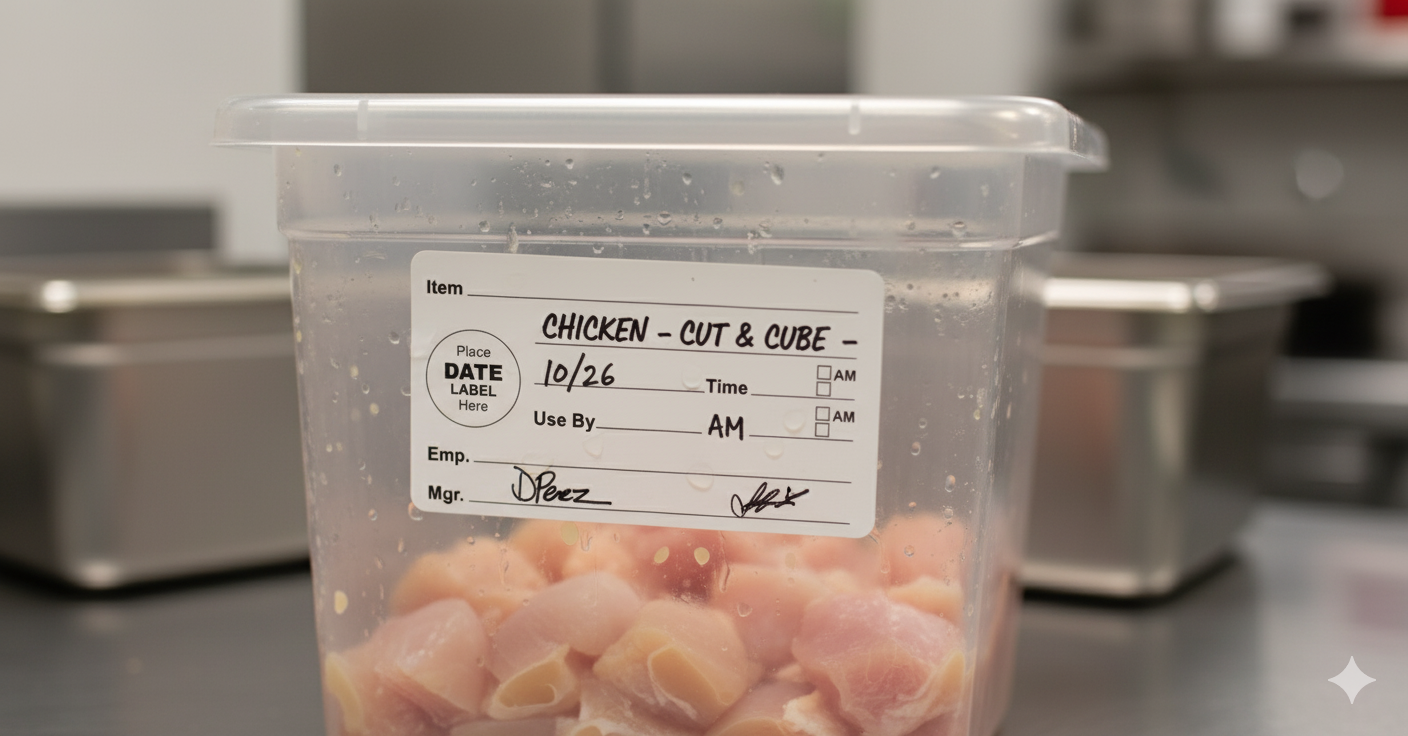 Item
CHICKEN - CUT & CUBE -
Place
DATE
LABEL
Here
10/26 Time AM
Use By AM AM
Emp.
Mgr. DPerez